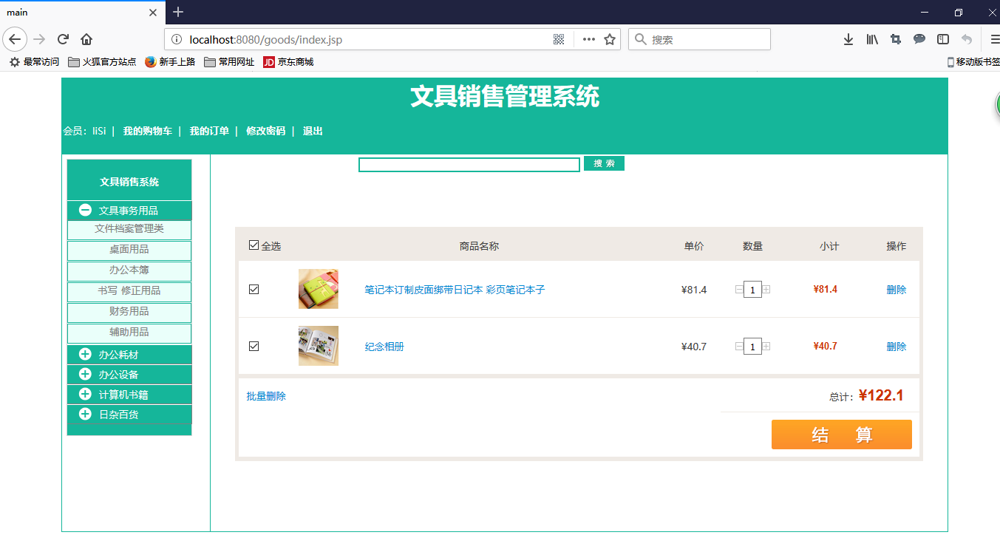 main
localhost:8080/goods/index.jsp
搜索
最常访问 火狐官方站点 新手上路 常用网址 JD 京东商城 移动版书签
文具销售管理系统
会员：liSi | 我的购物车 | 我的订单 | 修改密码 | 退出
搜 索
文具销售系统
文具事务用品
文件档案管理类
桌面用品
办公本簿
书写 修正用品
财务用品
辅助用品
办公耗材
办公设备
计算机书籍
日杂百货
全选 商品名称 单价 数量 小计 操作
笔记本订制皮面绑带日记本 彩页笔记本子 ¥81.4 1 ¥81.4 删除
纪念相册 ¥40.7 1 ¥40.7 删除
批量删除 总计：¥122.1
结 算